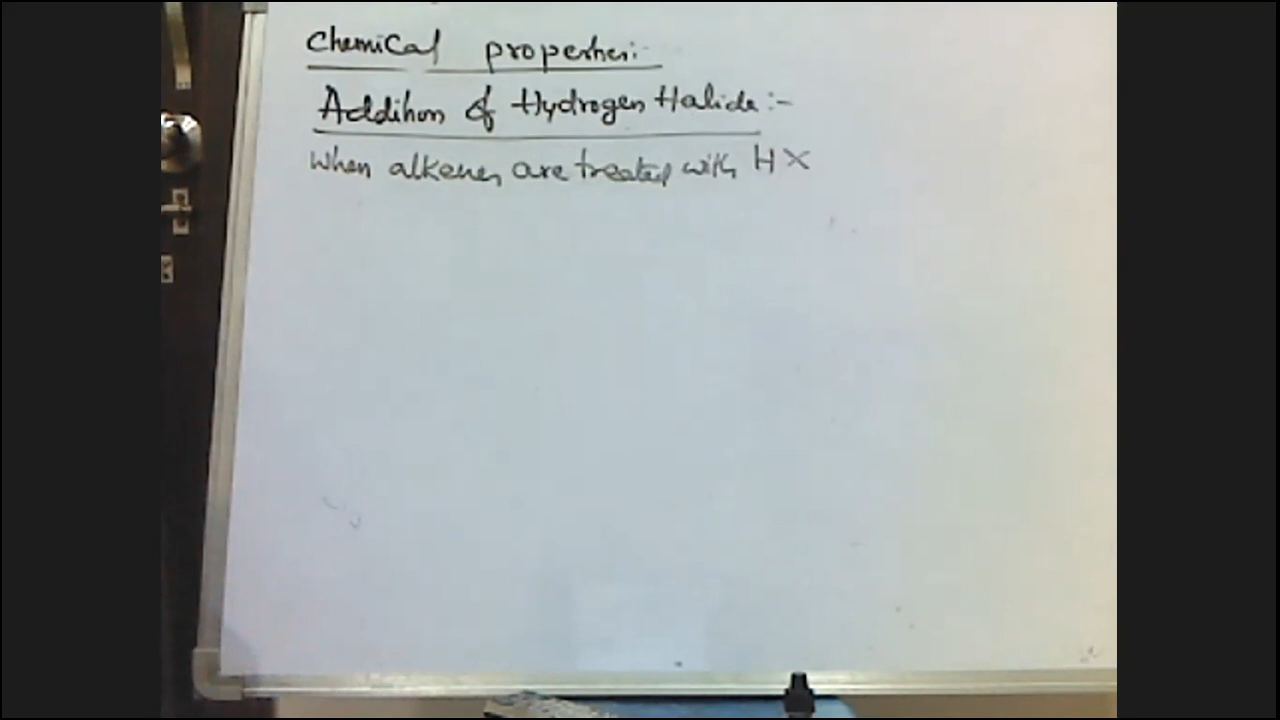 Chemical properties:-
Addition of Hydrogen Halide:-
When alkenes are treated with HX